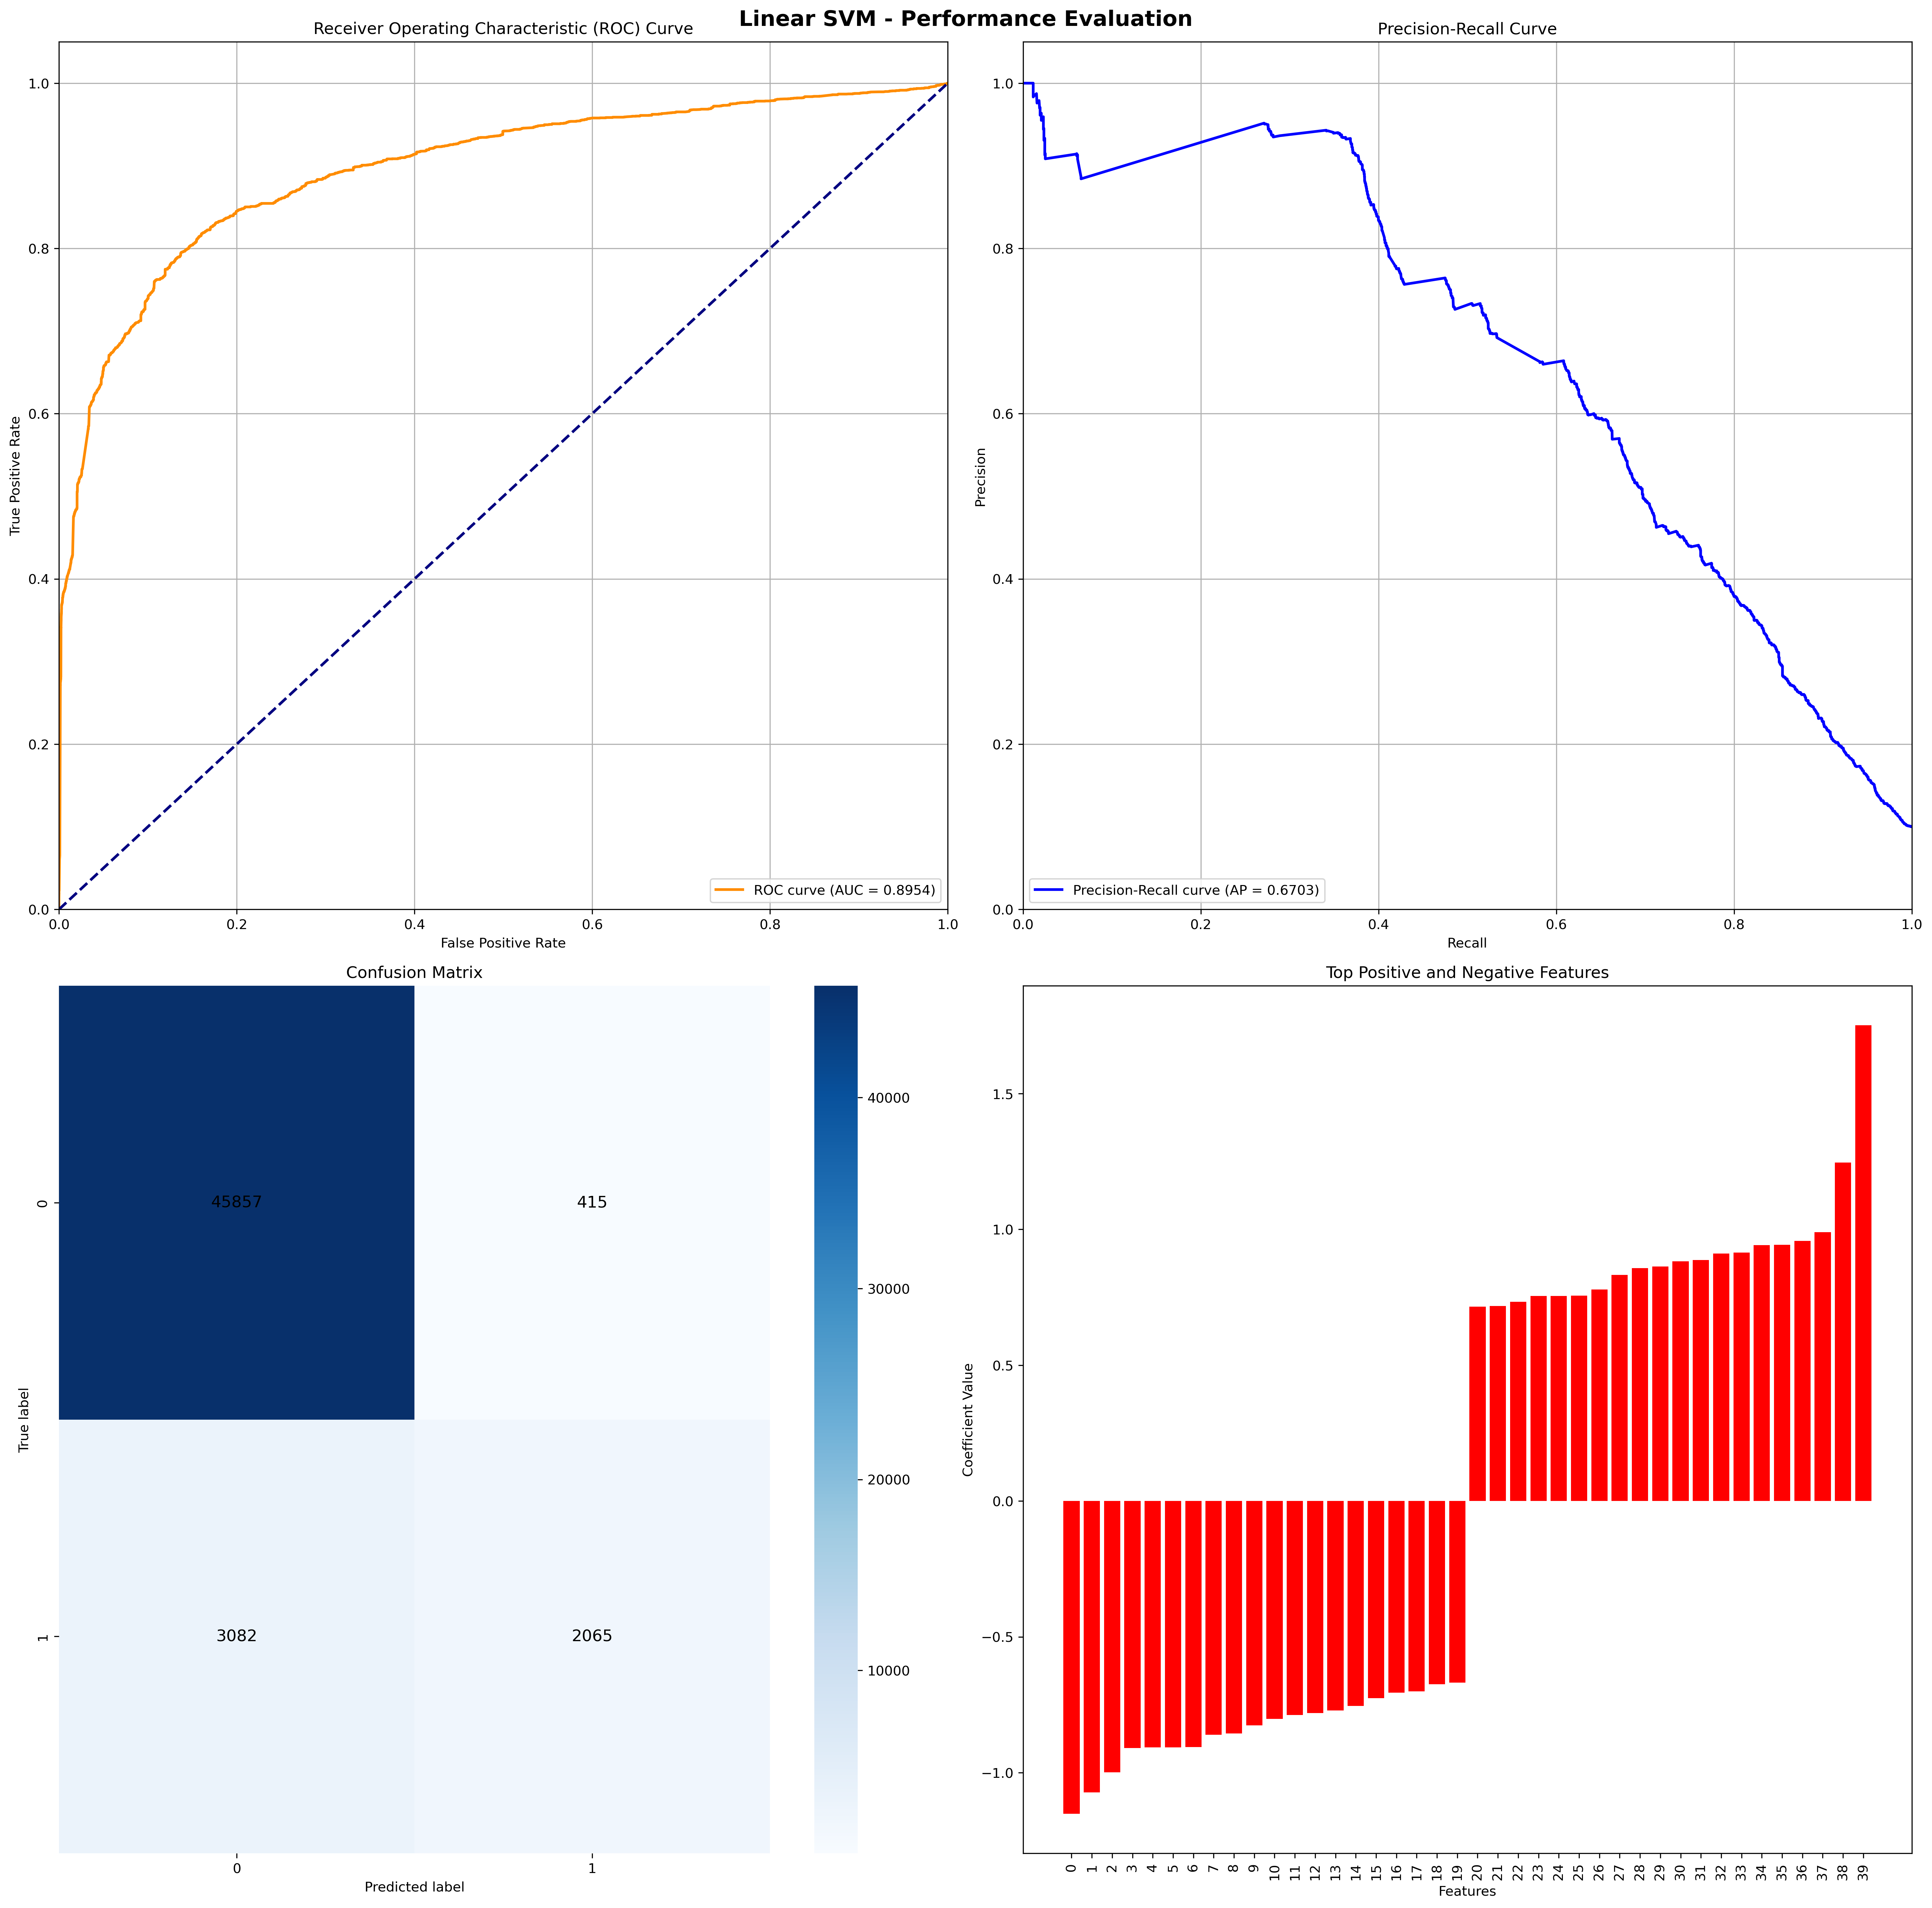 Linear SVM - Performance Evaluation
Receiver Operating Characteristic (ROC) Curve
1.0
0.8
0.6
0.4
0.2
0.0
True Positive Rate
ROC curve (AUC = 0.8954)
0.0 0.2 0.4 0.6 0.8 1.0
False Positive Rate
Precision-Recall Curve
1.0
0.8
0.6
0.4
0.2
0.0
Precision
Precision-Recall curve (AP = 0.6703)
0.0 0.2 0.4 0.6 0.8 1.0
Recall
Confusion Matrix
0
1
True label
45857 415
3082 2065
0 1
Predicted label
40000
30000
20000
10000
Top Positive and Negative Features
1.5
1.0
0.5
0.0
−0.5
−1.0
Coefficient Value
0 1 2 3 4 5 6 7 8 9 10 11 12 13 14 15 16 17 18 19 20 21 22 23 24 25 26 27 28 29 30 31 32 33 34 35 36 37 38 39
Features